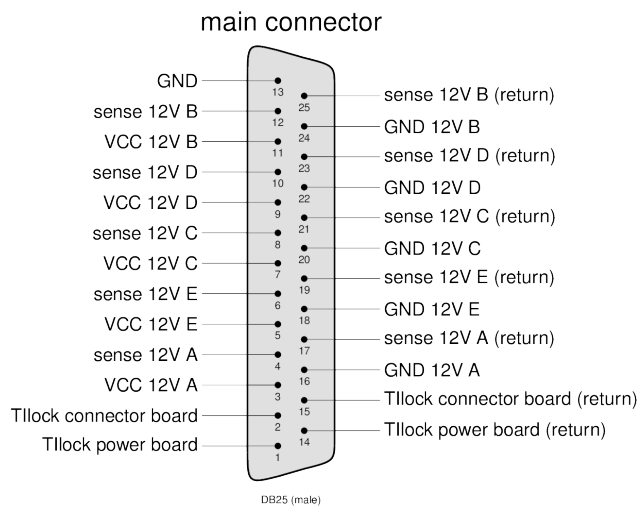 main connector
GND
13
sense 12V B (return)
25
sense 12V B
12
GND 12V B
24
VCC 12V B
11
sense 12V D (return)
23
sense 12V D
10
GND 12V D
22
VCC 12V D
9
sense 12V C (return)
21
sense 12V C
8
GND 12V C
20
VCC 12V C
7
sense 12V E (return)
19
sense 12V E
6
GND 12V E
18
VCC 12V E
5
sense 12V A (return)
17
sense 12V A
4
GND 12V A
16
VCC 12V A
3
TIlock connector board (return)
15
TIlock connector board
2
TIlock power board (return)
14
TIlock power board
1
DB25 (male)